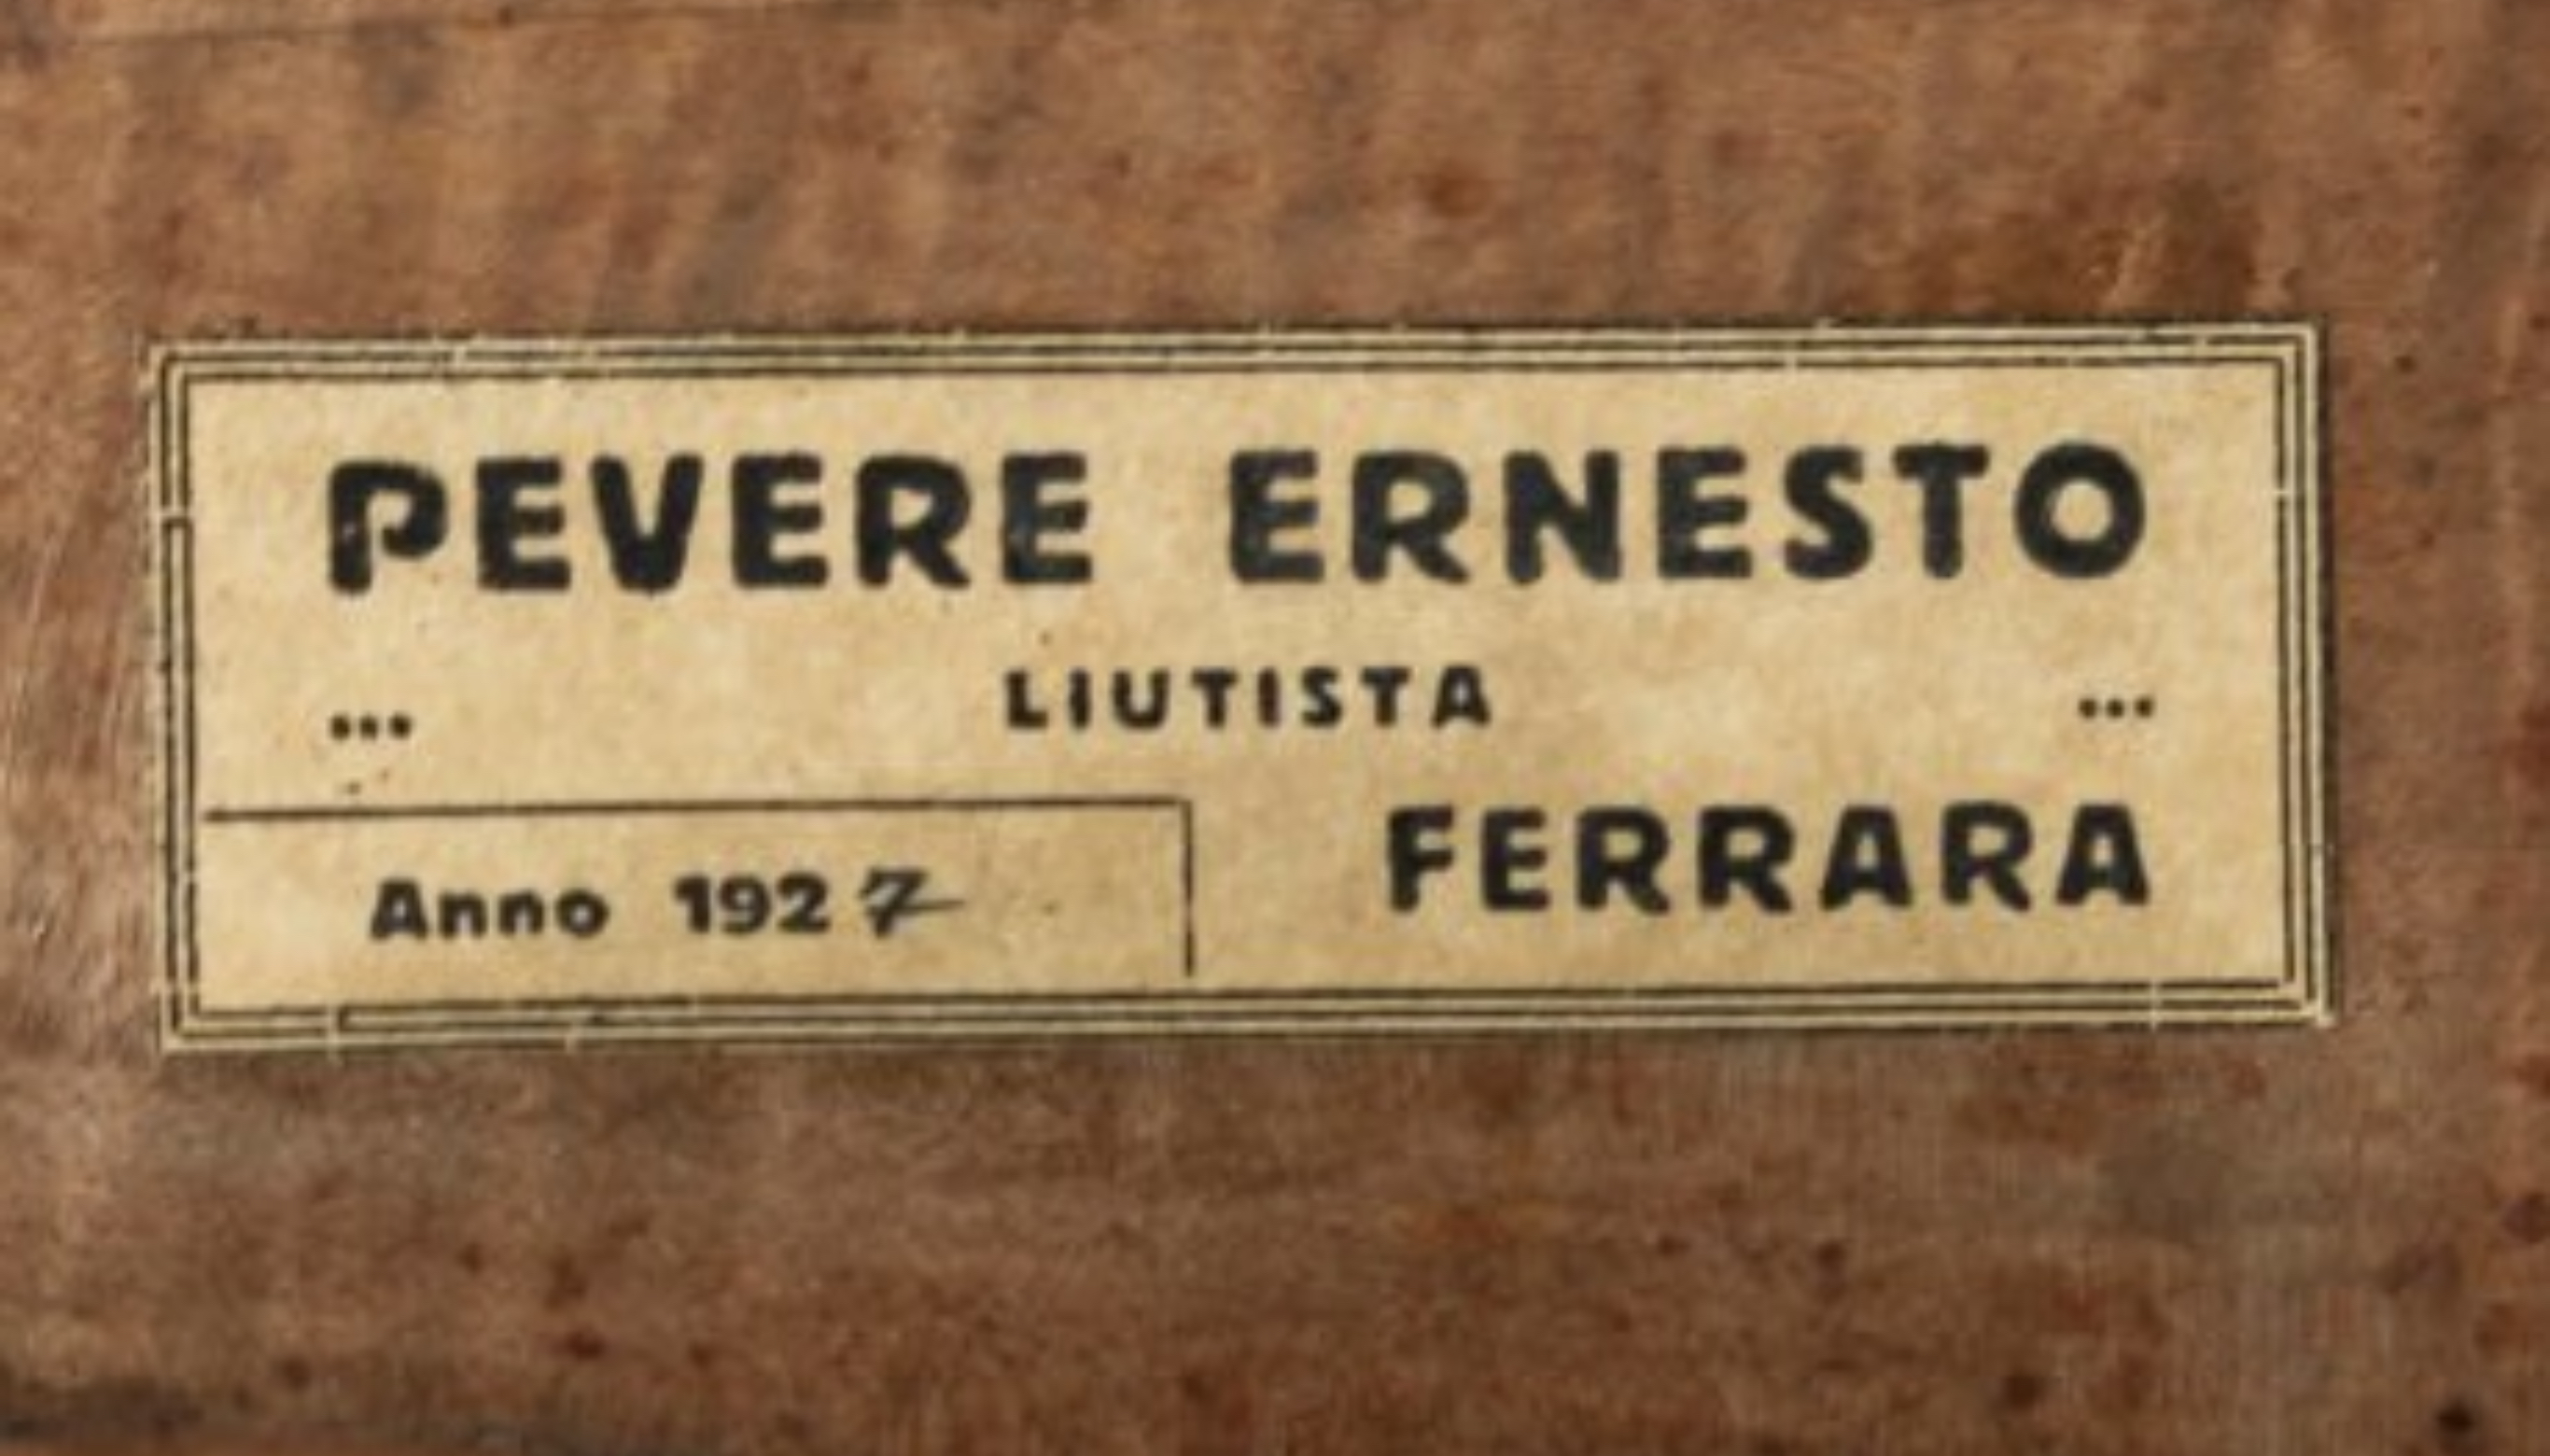 PEVERE ERNESTO
... LIUTISTA ...
FERRARA
Anno 1927